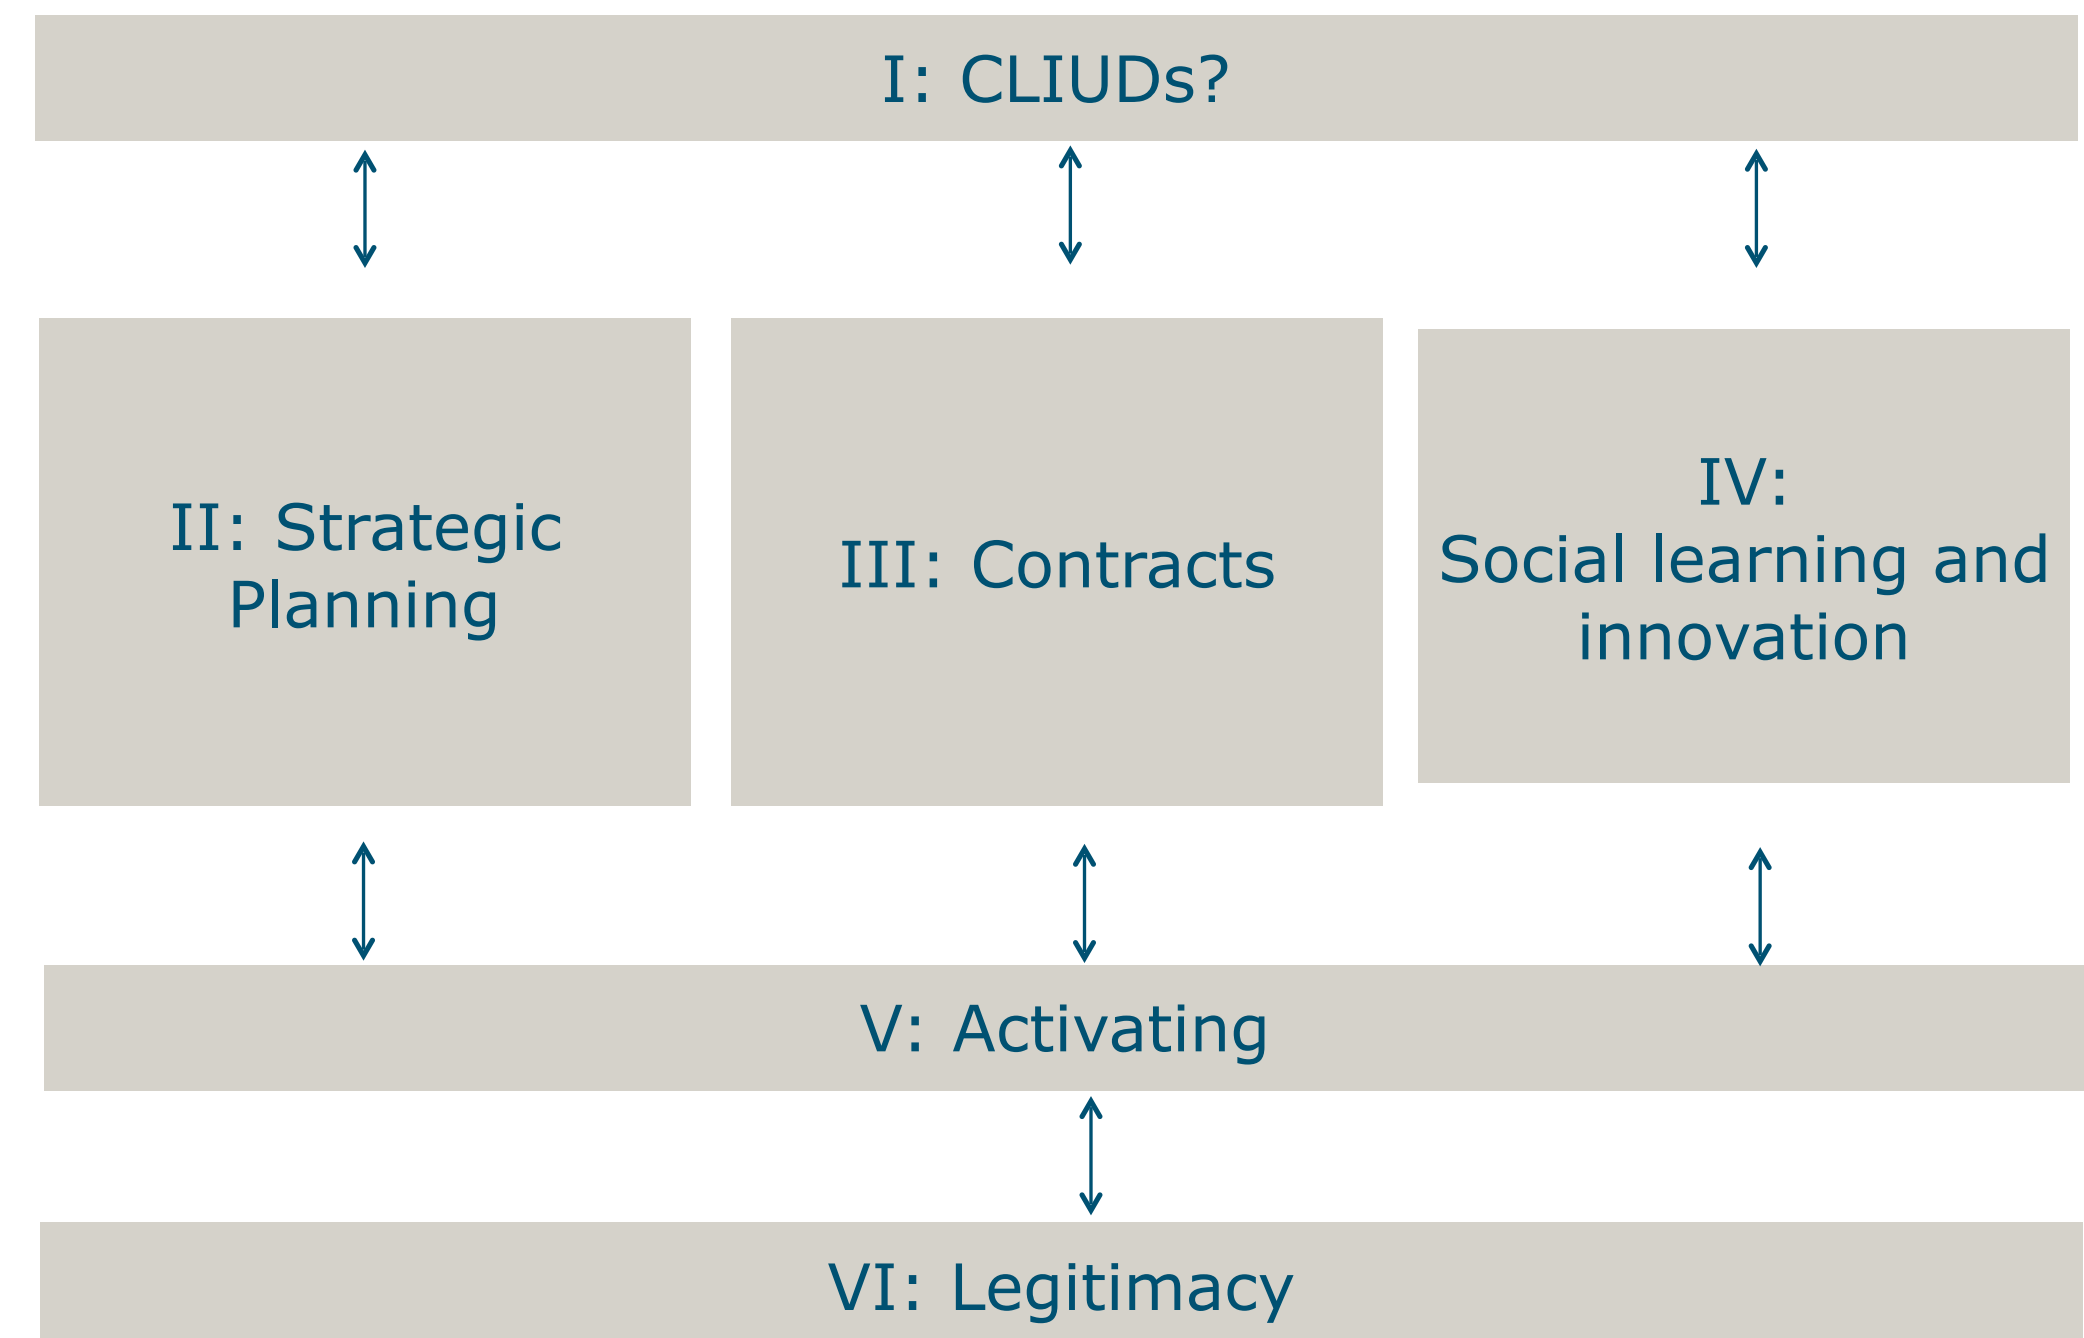 I: CLIUDs?
II: Strategic
Planning
III: Contracts
IV:
Social learning and
innovation
V: Activating
VI: Legitimacy